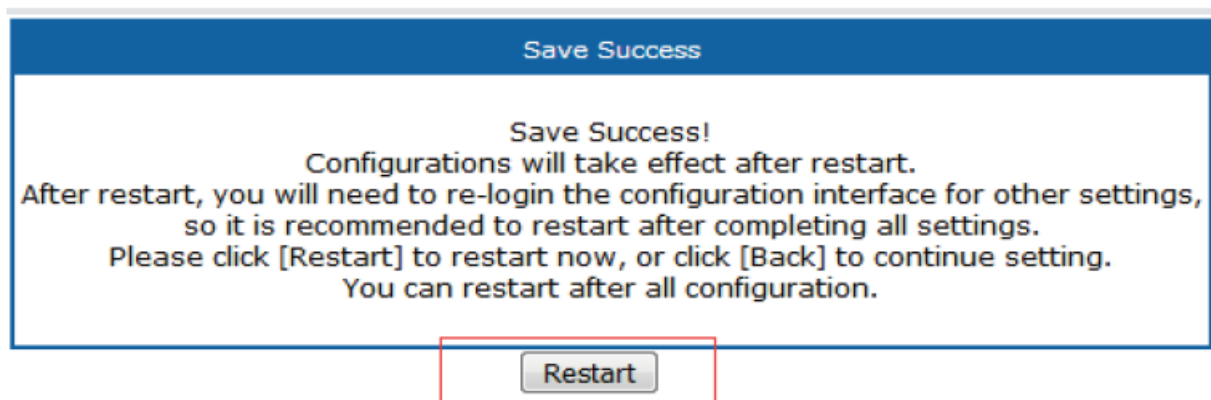 Save Success
Save Success!
Configurations will take effect after restart.
After restart, you will need to re-login the configuration interface for other settings,
so it is recommended to restart after completing all settings.
Please click [Restart] to restart now, or click [Back] to continue setting.
You can restart after all configuration.
Restart